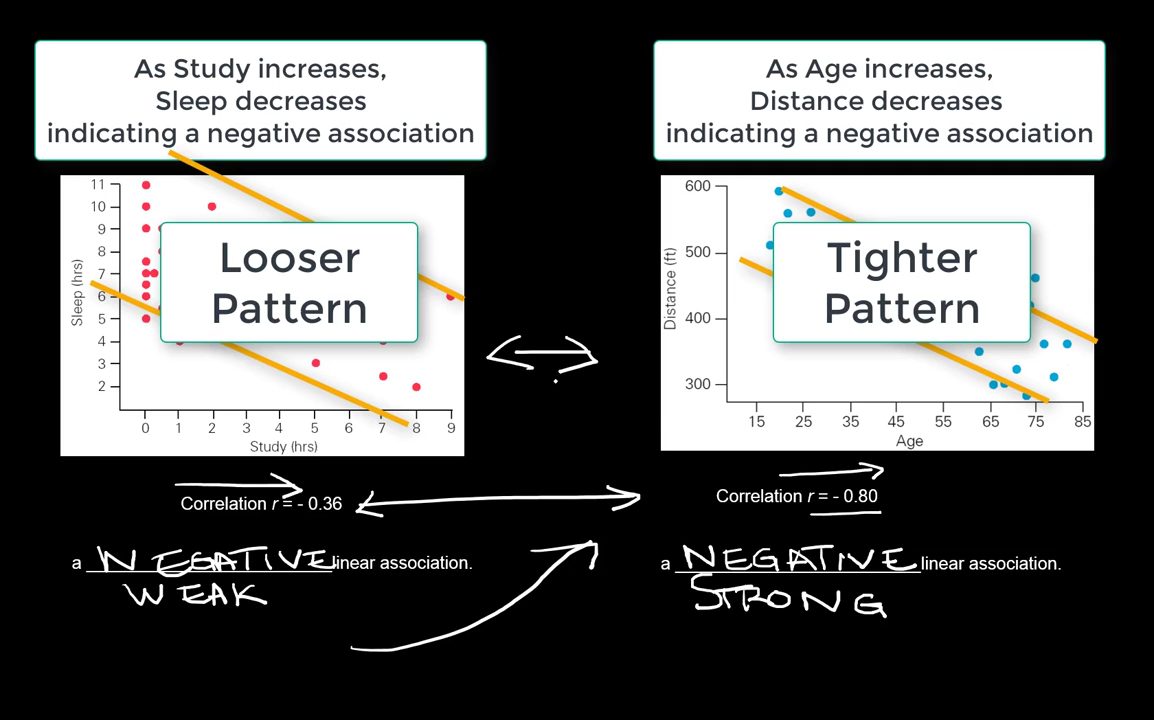 As Study increases,
Sleep decreases
indicating a negative association
As Age increases,
Distance decreases
indicating a negative association
11
10
9
8
7
6
5
4
3
2
Sleep (hrs)
Looser
Pattern
0 1 2 3 4 5 6 7 8 9
Study (hrs)
600
500
400
300
Distance (ft)
Tighter
Pattern
15 25 35 45 55 65 75 85
Age
Correlation r = - 0.36
Correlation r = - 0.80
a NEGATIVE linear association.
WEAK
a NEGATIVE linear association.
STRONG